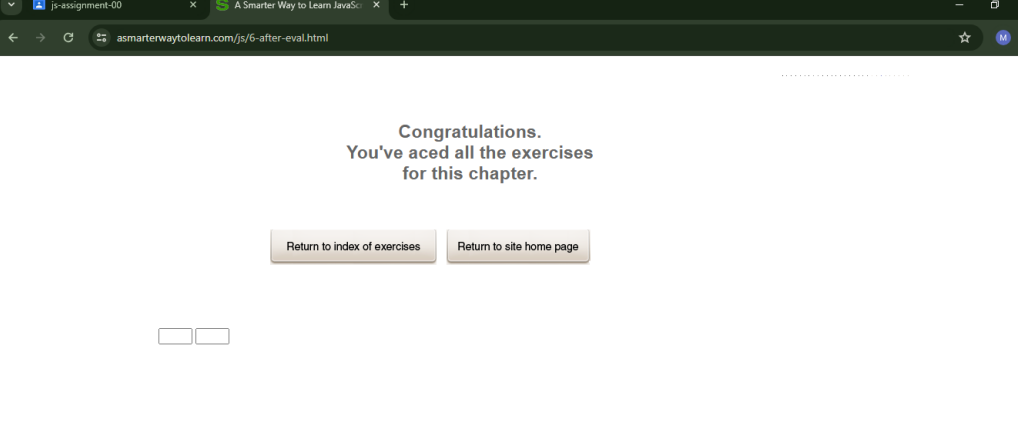 js-assignment-00
A Smarter Way to Learn JavaSc
asmarterwaytolearn.com/js/6-after-eval.html
M
Congratulations.
You've aced all the exercises
for this chapter.
Return to index of exercises
Return to site home page